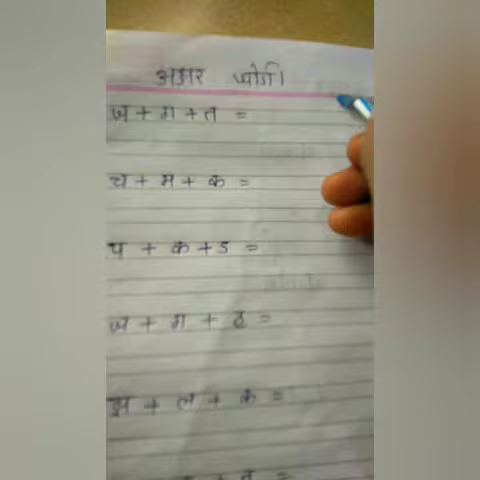 अक्षर जोडो
ज + ग + त =
च + म + क =
प + क + ड =
ज + ग + ह =
झ + ल + क =